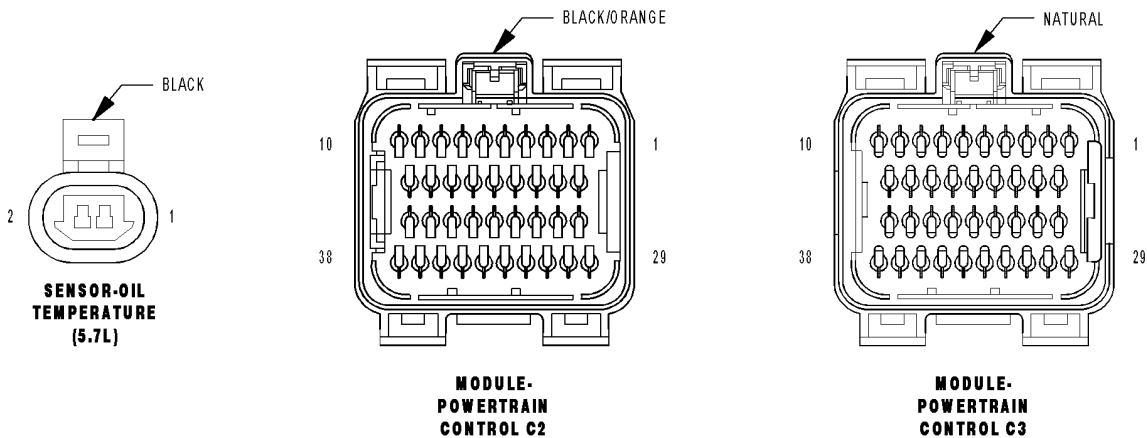 BLACK
2
1
SENSOR-OIL
TEMPERATURE
(5.7L)
BLACK/ORANGE
10
1
38
29
MODULE-
POWERTRAIN
CONTROL C2
NATURAL
10
1
38
29
MODULE-
POWERTRAIN
CONTROL C3